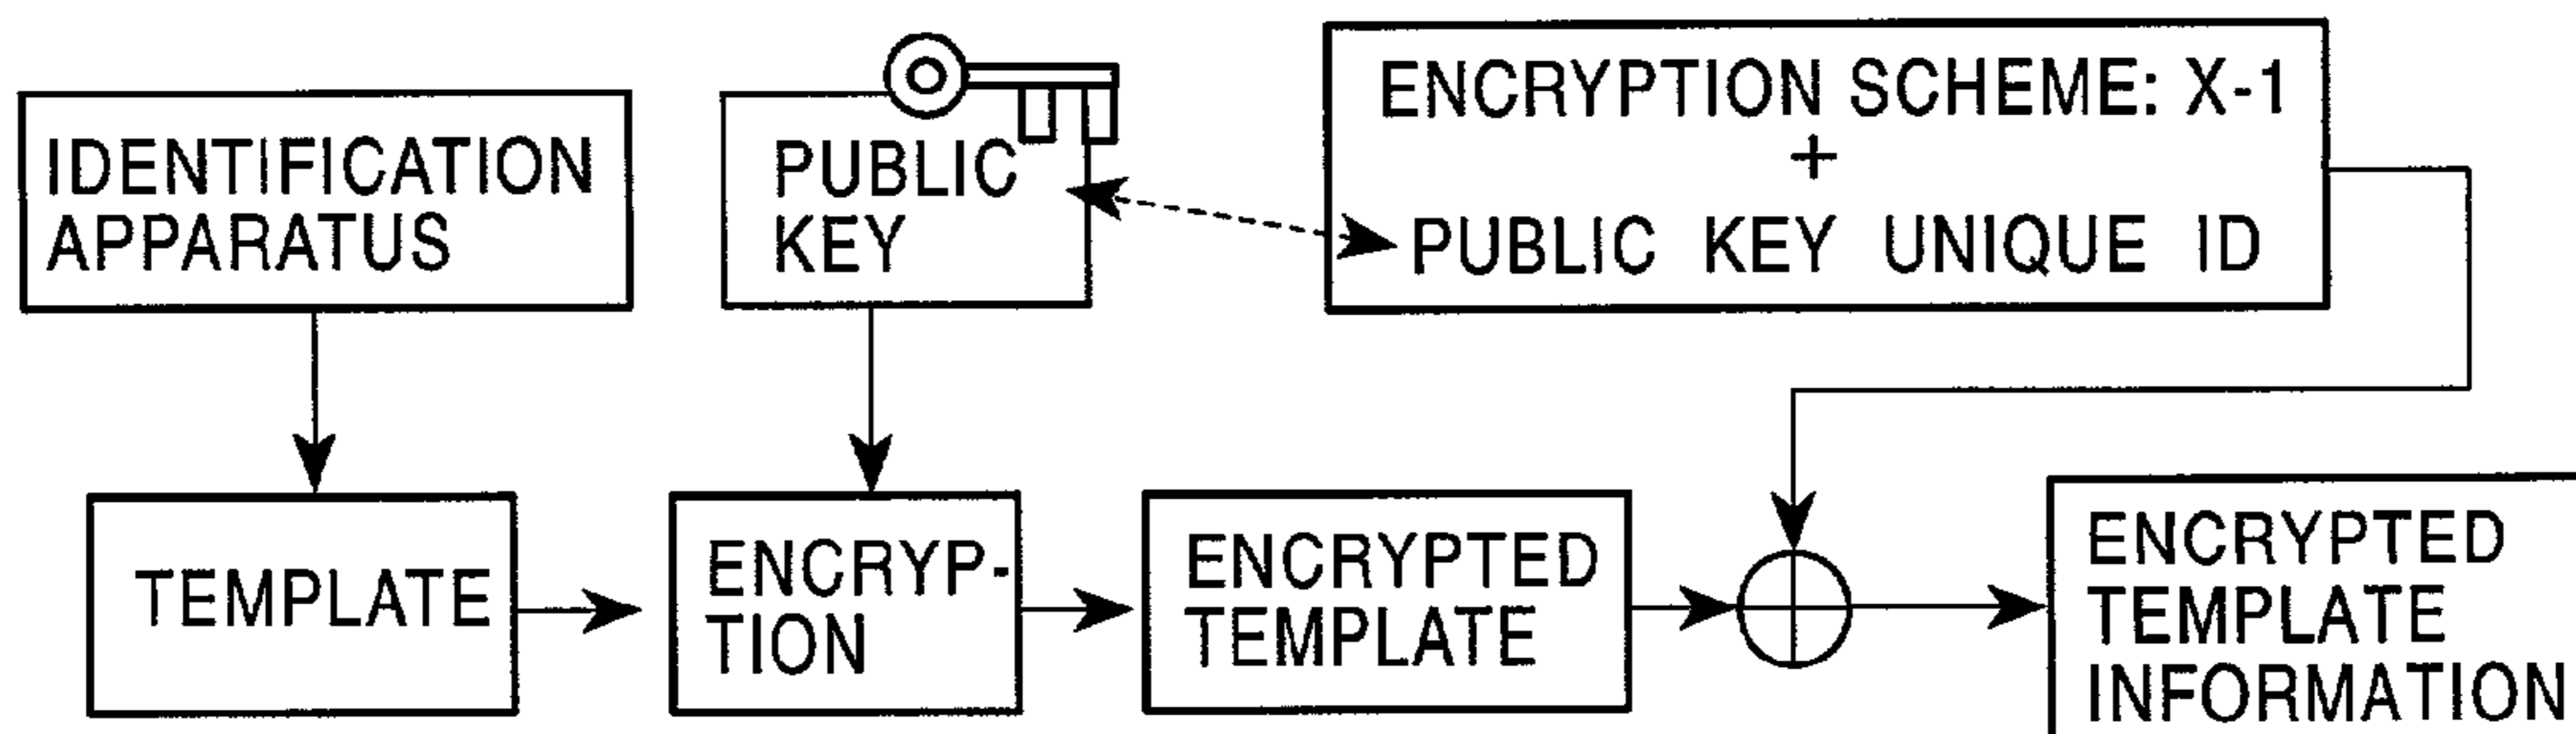 IDENTIFICATION
APPARATUS
PUBLIC
KEY
ENCRYPTION SCHEME: X-1
+
PUBLIC KEY UNIQUE ID
TEMPLATE
ENCRYP-
TION
ENCRYPTED
TEMPLATE
ENCRYPTED
TEMPLATE
INFORMATION